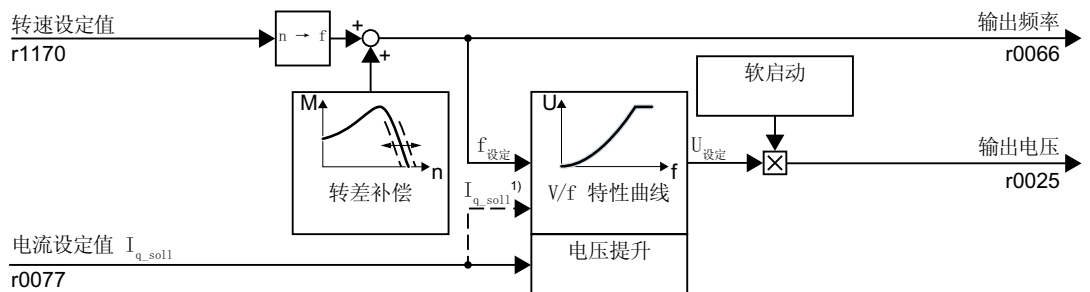 转速设定值
r1170
n → f
+
+
输出频率
r0066
软启动
M
n
转差补偿
U
f
V/f 特性曲线
f设定
U设定
输出电压
r0025
Iq_soll1)
电流设定值 Iq_soll
r0077
电压提升